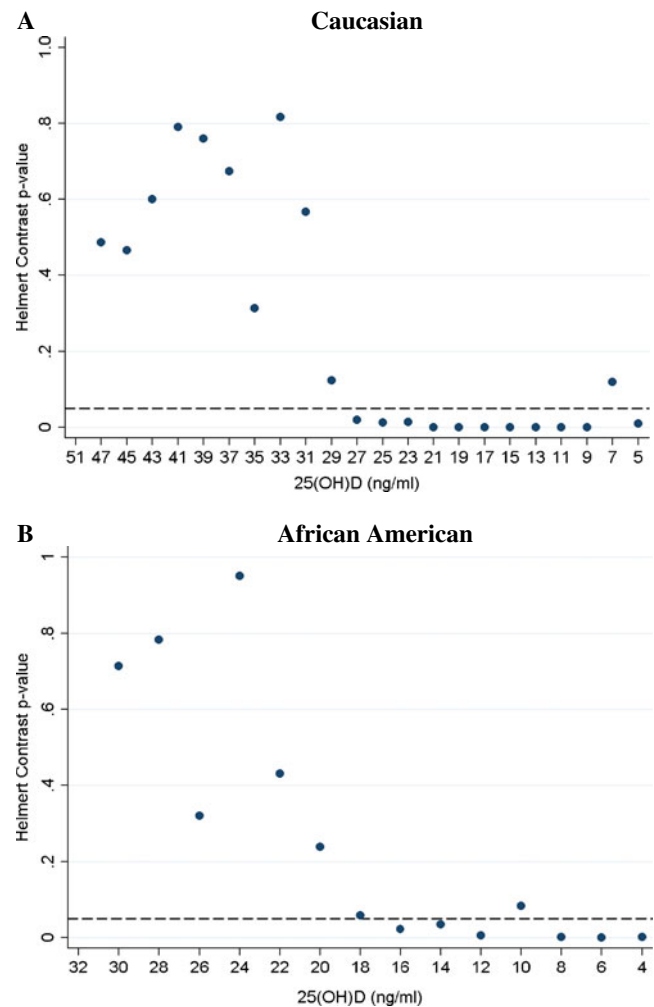 A Caucasian
Helmert Contrast p-value
1.0
.8
.6
.4
.2
0
51 47 45 43 41 39 37 35 33 31 29 27 25 23 21 19 17 15 13 11 9 7 5
25(OH)D (ng/ml)
B African American
Helmert Contrast p-value
1
.8
.6
.4
.2
0
32 30 28 26 24 22 20 18 16 14 12 10 8 6 4
25(OH)D (ng/ml)